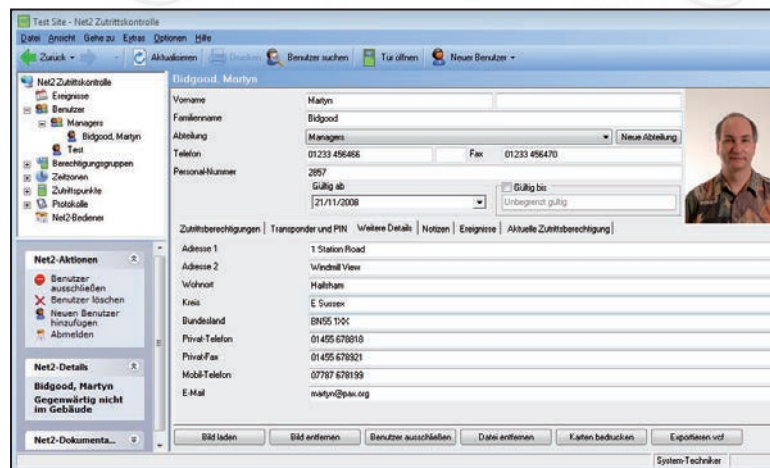 Test Site - Net2 Zutrittskontrolle
Datei Ansicht Gehe zu Extras Optionen Hilfe
Zurück Aktualisieren Drucken Benutzer suchen Tür öffnen Neuer Benutzer
Net2 Zutrittskontrolle
Ereignisse
Benutzer
Managers
Bidgood, Martyn
Test
Berechtigungsgruppen
Zeitzonen
Zutrittspunkte
Protokolle
Net2-Bediener
Net2-Aktionen
Benutzer
ausschließen
Benutzer löschen
Neuen Benutzer
hinzufügen
Abmelden
Net2-Details
Bidgood, Martyn
Gegenwärtig nicht
im Gebäude
Net2-Dokumenta...
Bidgood, Martyn
Vorname Martyn
Familienname Bidgood
Abteilung Managers Neue Abteilung
Telefon 01233 456466 Fax 01233 456470
Personal-Nummer 2857
Gültig ab Gültig bis
21/11/2008 Unbegrenzt gültig
Zutrittsberechtigungen Transponder und PIN Weitere Details Notizen Ereignisse Aktuelle Zutrittsberechtigung
Adresse 1 1 Station Road
Adresse 2 Windmill View
Wohnort Hailsham
Kreis E Sussex
Bundesland BN55 1XX
Privat-Telefon 01455 678818
Privat-Fax 01455 678921
Mobil-Telefon 07787 678199
E-Mail martyn@pax.org
Bild laden Bild entfernen Benutzer ausschließen Datei entfernen Karten bedrucken Exportieren vcf
System-Techniker